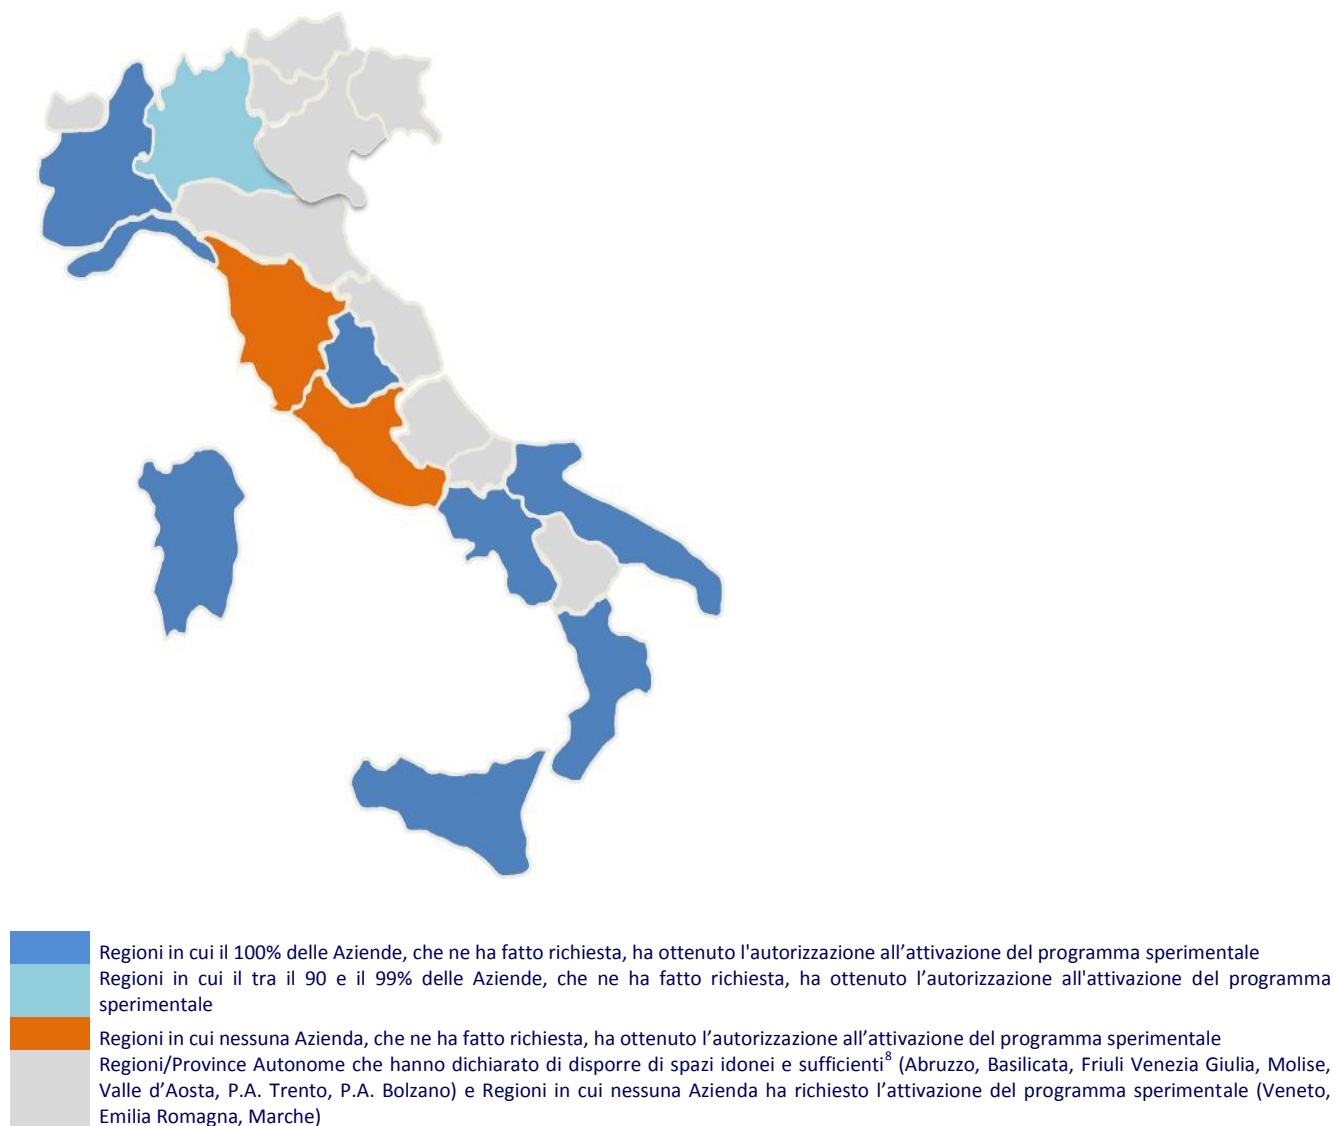 Regioni in cui il 100% delle Aziende, che ne ha fatto richiesta, ha ottenuto l'autorizzazione all’attivazione del programma sperimentale
Regioni in cui il tra il 90 e il 99% delle Aziende, che ne ha fatto richiesta, ha ottenuto l’autorizzazione all'attivazione del programma
sperimentale
Regioni in cui nessuna Azienda, che ne ha fatto richiesta, ha ottenuto l’autorizzazione all’attivazione del programma sperimentale
Regioni/Province Autonome che hanno dichiarato di disporre di spazi idonei e sufficienti⁸ (Abruzzo, Basilicata, Friuli Venezia Giulia, Molise,
Valle d’Aosta, P.A. Trento, P.A. Bolzano) e Regioni in cui nessuna Azienda ha richiesto l’attivazione del programma sperimentale (Veneto,
Emilia Romagna, Marche)